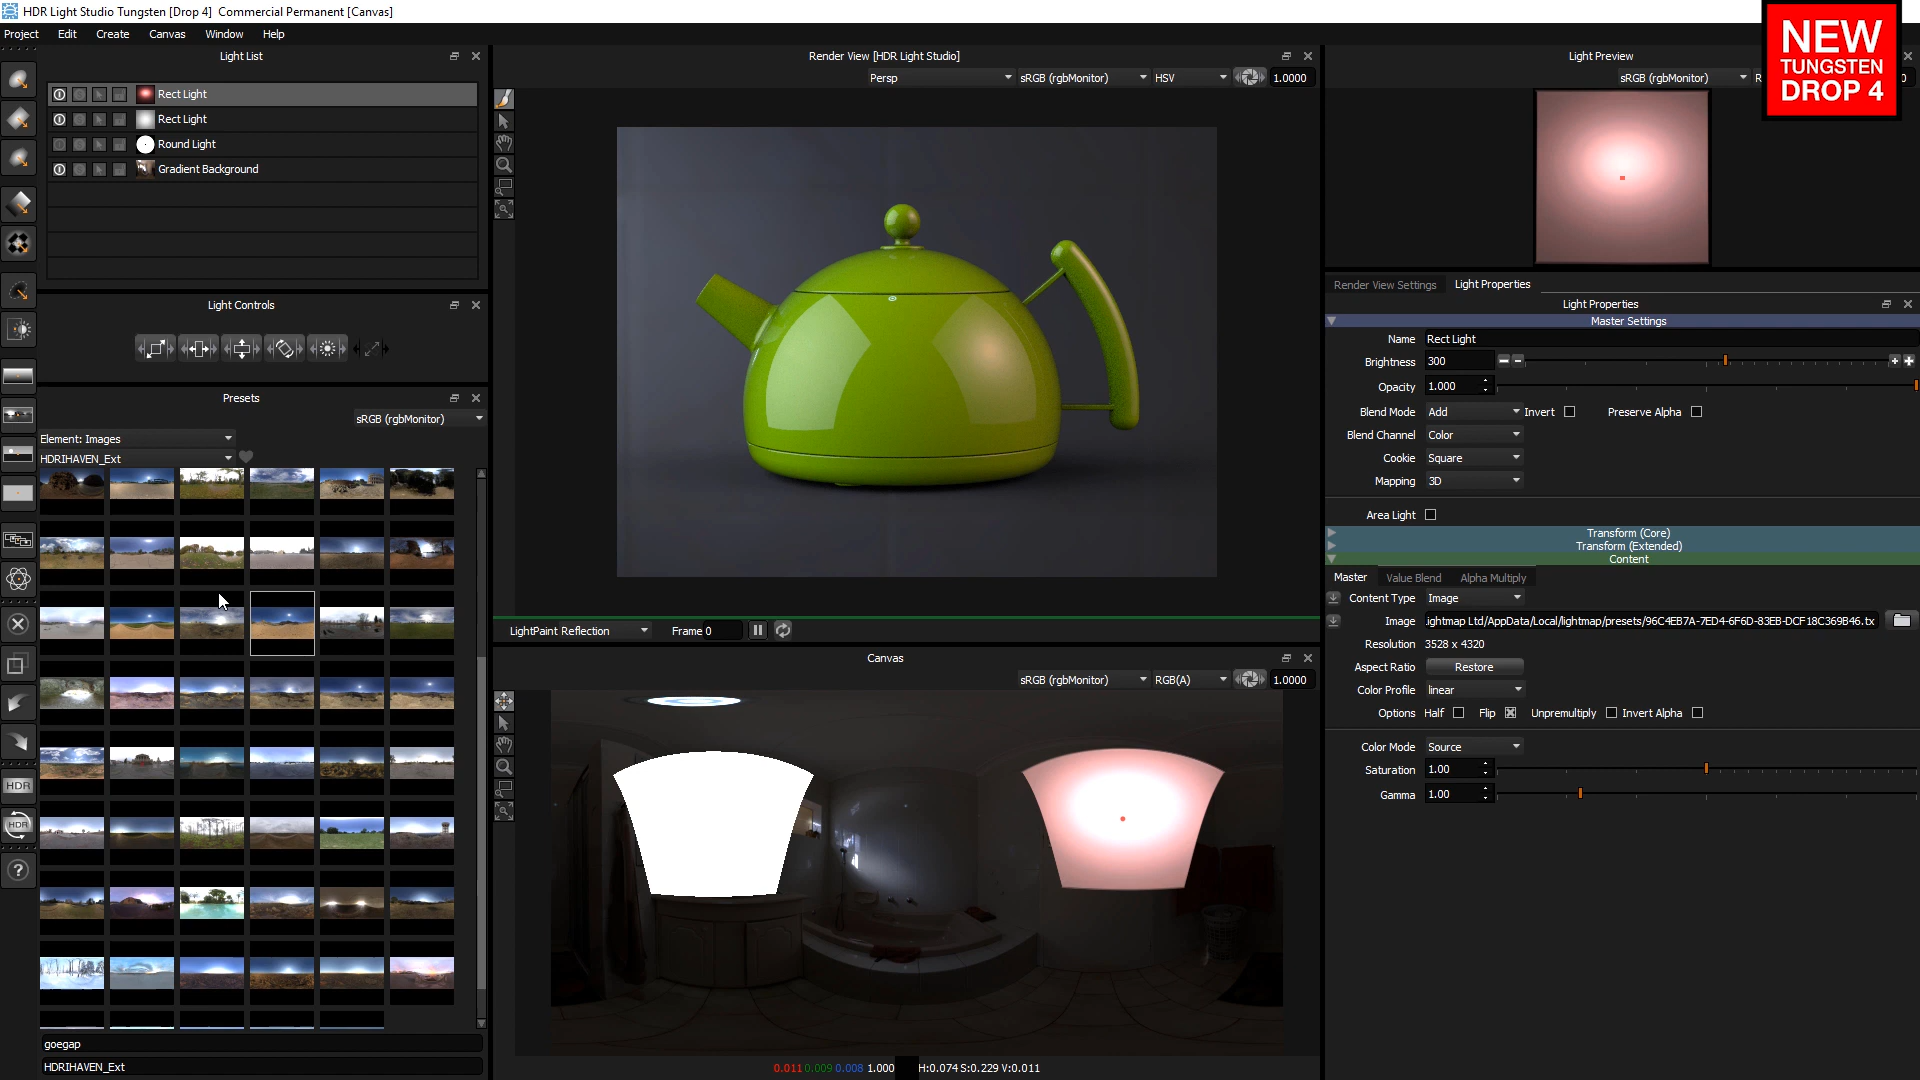 HDR Light Studio Tungsten [Drop 4]  Commercial Permanent [Canvas]
NEW
TUNGSTEN
DROP 4
Project Edit Create Canvas Window Help
Light List
Rect Light
Rect Light
Round Light
Gradient Background
Light Controls
Presets
sRGB (rgbMonitor)
Element: Images
HDRIHAVEN_Ext
goegap
HDRIHAVEN_Ext
HDR
HDR
?
Render View [HDR Light Studio]
Persp sRGB (rgbMonitor) HSV 1.0000
LightPaint Reflection Frame 0
Canvas
sRGB (rgbMonitor) RGB(A) 1.0000
0.011 0.009 0.008 1.000 H:0.074 S:0.229 V:0.011
Light Preview
sRGB (rgbMonitor)
Render View Settings Light Properties
Light Properties
Master Settings
Name Rect Light
Brightness 300
Opacity 1.000
Blend Mode Add Invert Preserve Alpha
Blend Channel Color
Cookie Square
Mapping 3D
Area Light
Transform (Core)
Transform (Extended)
Content
Master Value Blend Alpha Multiply
Content Type Image
Image .ightmap Ltd/AppData/Local/lightmap/presets/96C4EB7A-7ED4-6F6D-83EB-DCF18C369B46.tx
Resolution 3528 x 4320
Aspect Ratio Restore
Color Profile linear
Options Half Flip Unpremultiply Invert Alpha
Color Mode Source
Saturation 1.00
Gamma 1.00